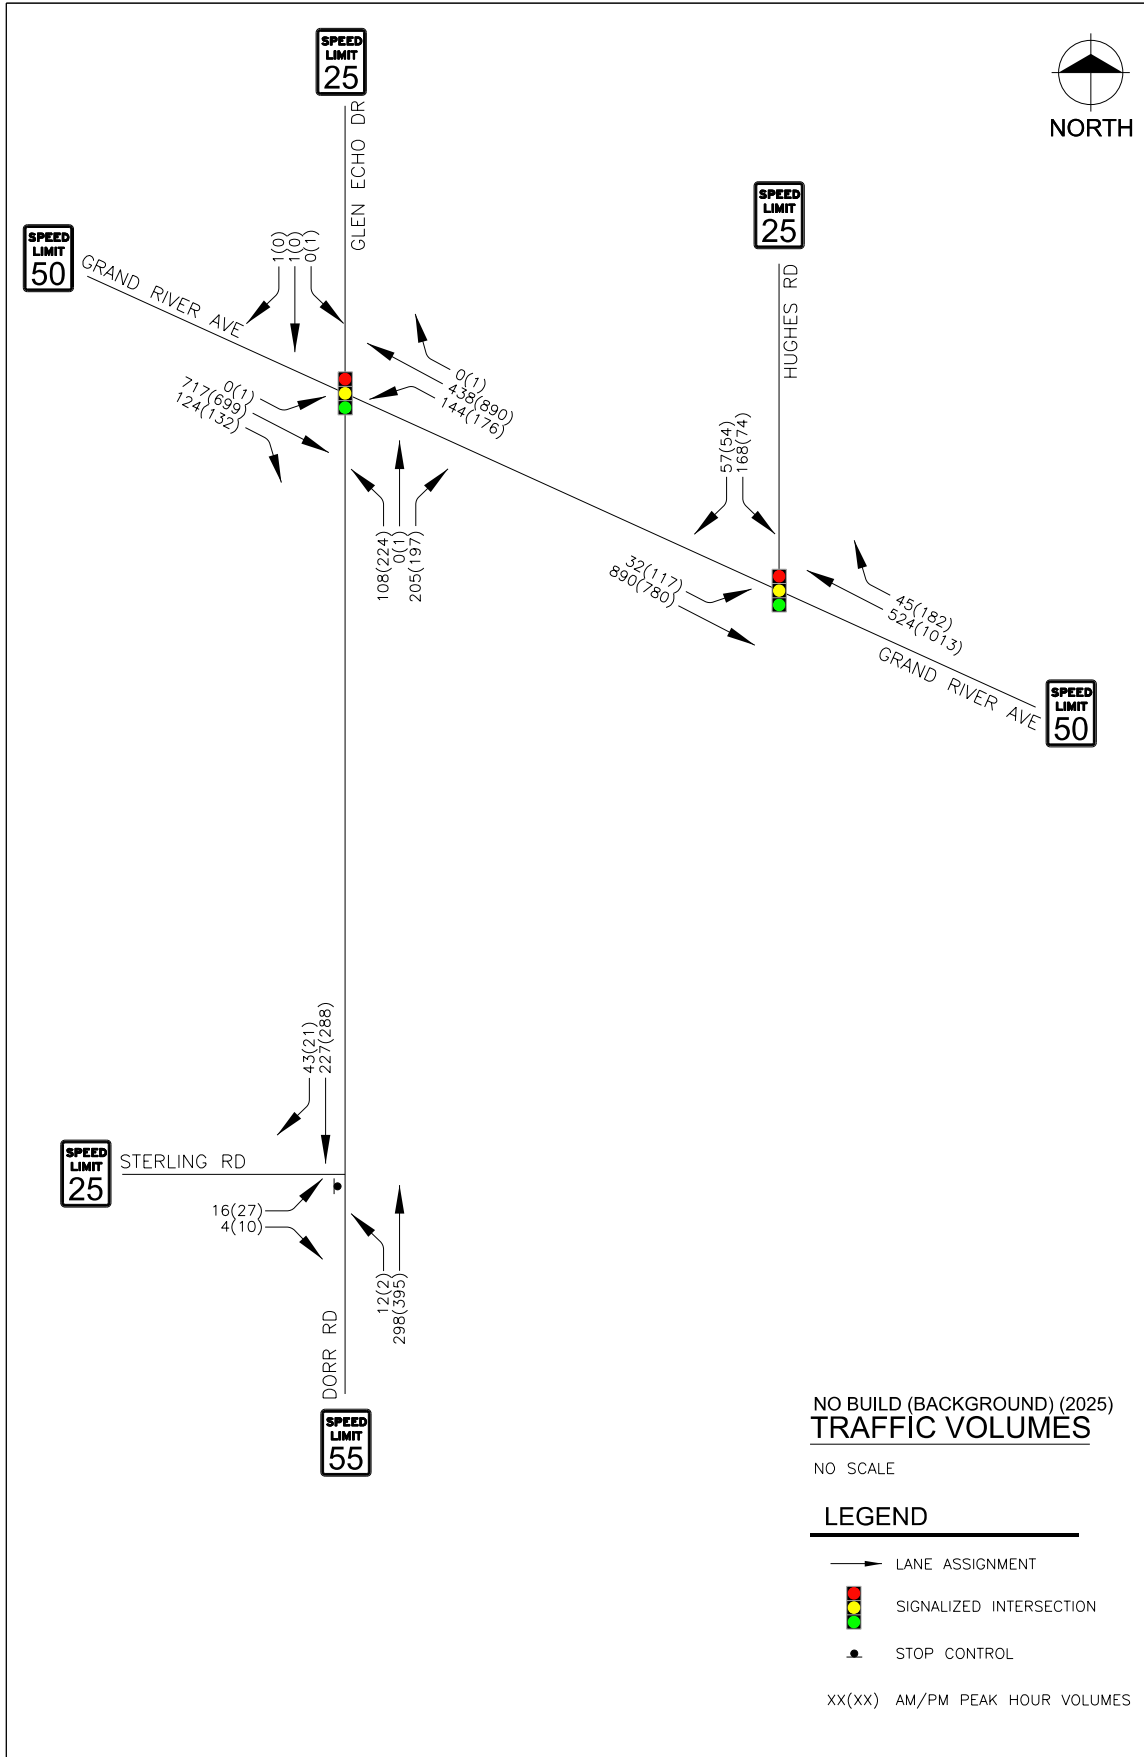 SPEED
LIMIT
25
GLEN ECHO DR
NORTH
SPEED
LIMIT
25
HUGHES RD
SPEED
LIMIT
50
GRAND RIVER AVE
1(0)
1(0)
0(1)
0(1)
717(699)
124(132)
0(1)
438(890)
144(176)
108(224)
0(1)
205(197)
57(54)
168(74)
32(117)
890(780)
45(182)
524(1013)
GRAND RIVER AVE
SPEED
LIMIT
50
43(21)
227(288)
SPEED
LIMIT
25
STERLING RD
16(27)
4(10)
12(2)
298(395)
DORR RD
SPEED
LIMIT
55
NO BUILD (BACKGROUND) (2025)
TRAFFIC VOLUMES
NO SCALE
LEGEND
LANE ASSIGNMENT
SIGNALIZED INTERSECTION
STOP CONTROL
XX(XX) AM/PM PEAK HOUR VOLUMES